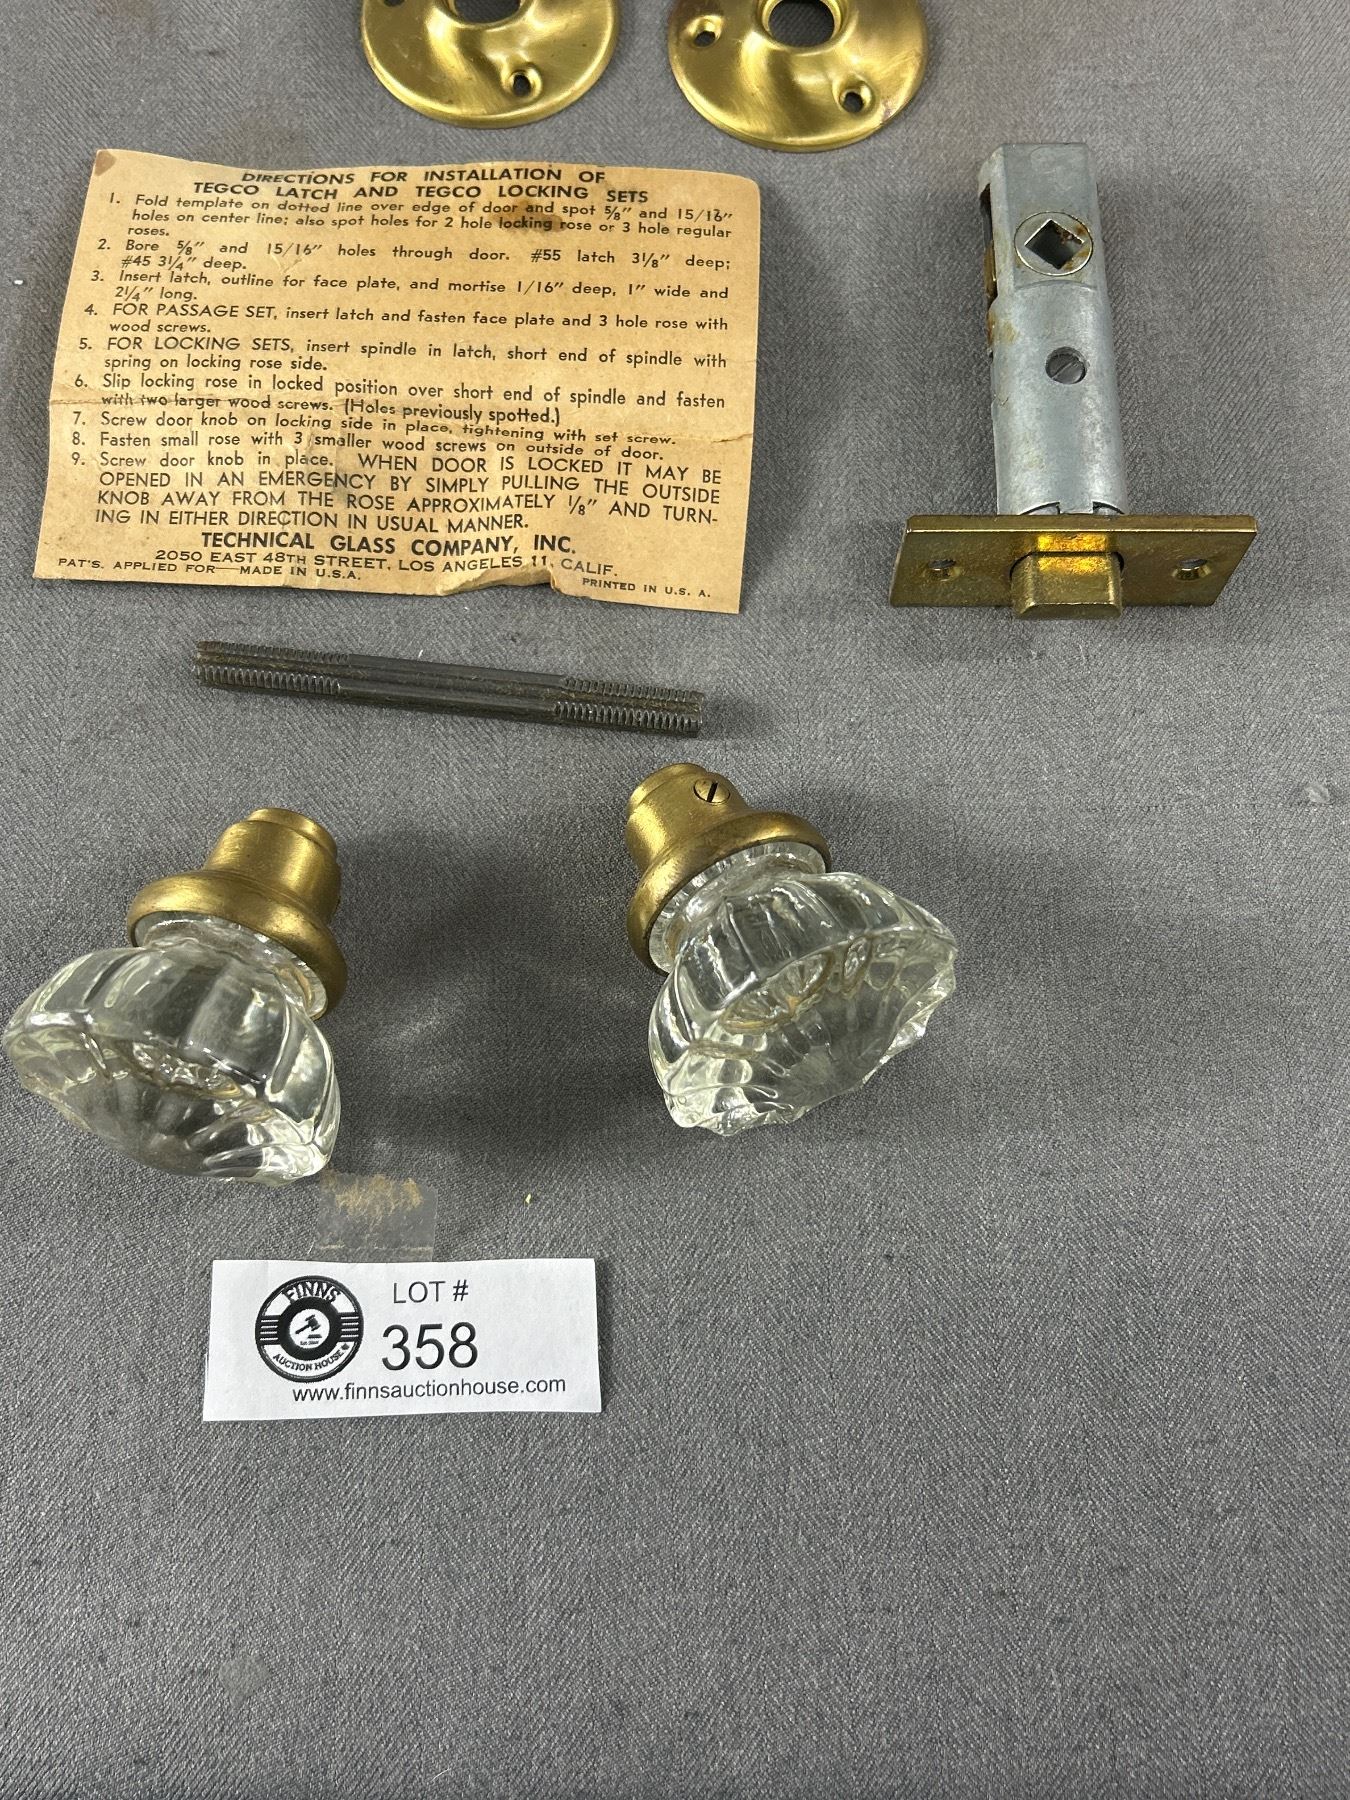 DIRECTIONS FOR INSTALLATION OF
TEGCO LATCH AND TEGCO LOCKING SETS
1. Fold template on dotted line over edge of door and spot 5/8" and 15/16"
holes on center line; also spot holes for 2 hole locking rose or 3 hole regular
roses.
2. Bore 5/8" and 15/16" holes through door. #55 latch 3⅛" deep;
#45 3¼" deep.
3. Insert latch, outline for face plate, and mortise 1/16" deep, 1" wide and
2¼" long.
4. FOR PASSAGE SET, insert latch and fasten face plate and 3 hole rose with
wood screws.
5. FOR LOCKING SETS, insert spindle in latch, short end of spindle with
spring on locking rose side.
6. Slip locking rose in locked position over short end of spindle and fasten
with two larger wood screws. (Holes previously spotted.)
7. Screw door knob on locking side in place, tightening with set screw.
8. Fasten small rose with 3 smaller wood screws on outside of door.
9. Screw door knob in place. WHEN DOOR IS LOCKED IT MAY BE
OPENED IN AN EMERGENCY BY SIMPLY PULLING THE OUTSIDE
KNOB AWAY FROM THE ROSE APPROXIMATELY ⅛" AND TURN-
ING IN EITHER DIRECTION IN USUAL MANNER.
TECHNICAL GLASS COMPANY, INC.
2050 EAST 48TH STREET, LOS ANGELES 11, CALIF.
PAT'S. APPLIED FOR—MADE IN U.S.A.
PRINTED IN U.S.A.
FINNS
AUCTION HOUSE
LOT #
358
www.finnsauctionhouse.com